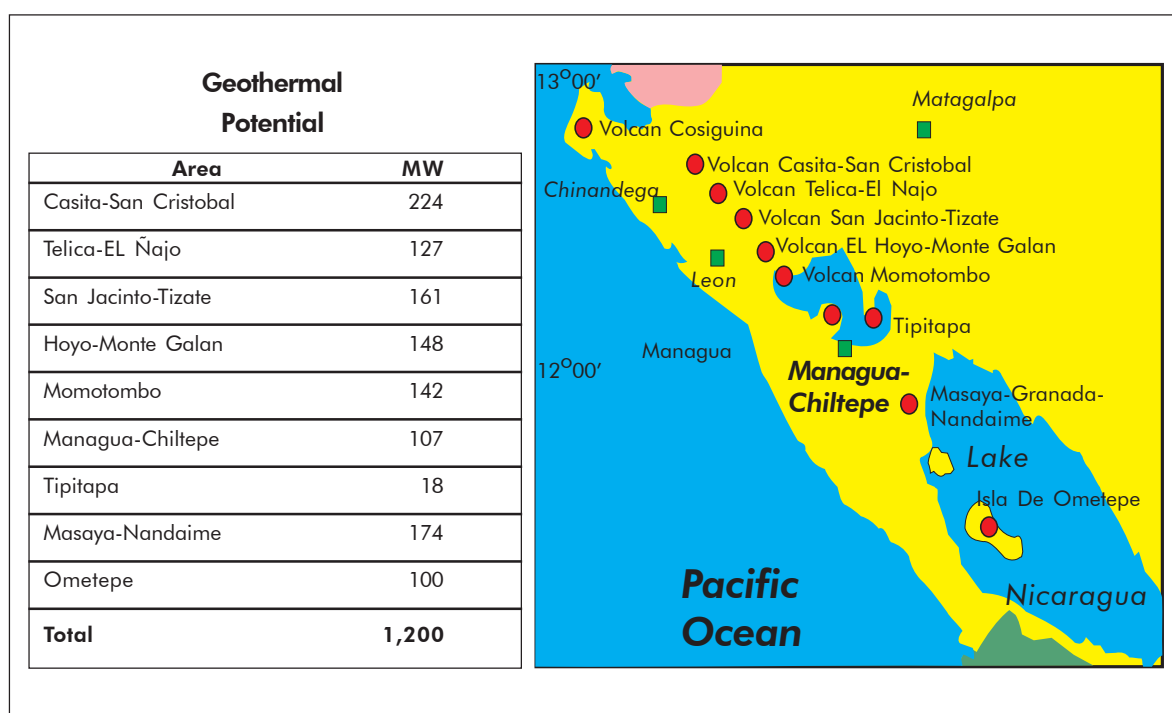 Geothermal
Potential
Area MW
Casita-San Cristobal 224
Telica-EL Ñajo 127
San Jacinto-Tizate 161
Hoyo-Monte Galan 148
Momotombo 142
Managua-Chiltepe 107
Tipitapa 18
Masaya-Nandaime 174
Ometepe 100
Total 1,200
13°00'
Matagalpa
Volcan Cosiguina
Volcan Casita-San Cristobal
Chinandega
Volcan Telica-El Najo
Volcan San Jacinto-Tizate
Volcan EL Hoyo-Monte Galan
Leon
Volcan Momotombo
Tipitapa
Managua
12°00'
Managua-
Chiltepe
Masaya-Granada-
Nandaime
Lake
Isla De Ometepe
Nicaragua
Pacific
Ocean